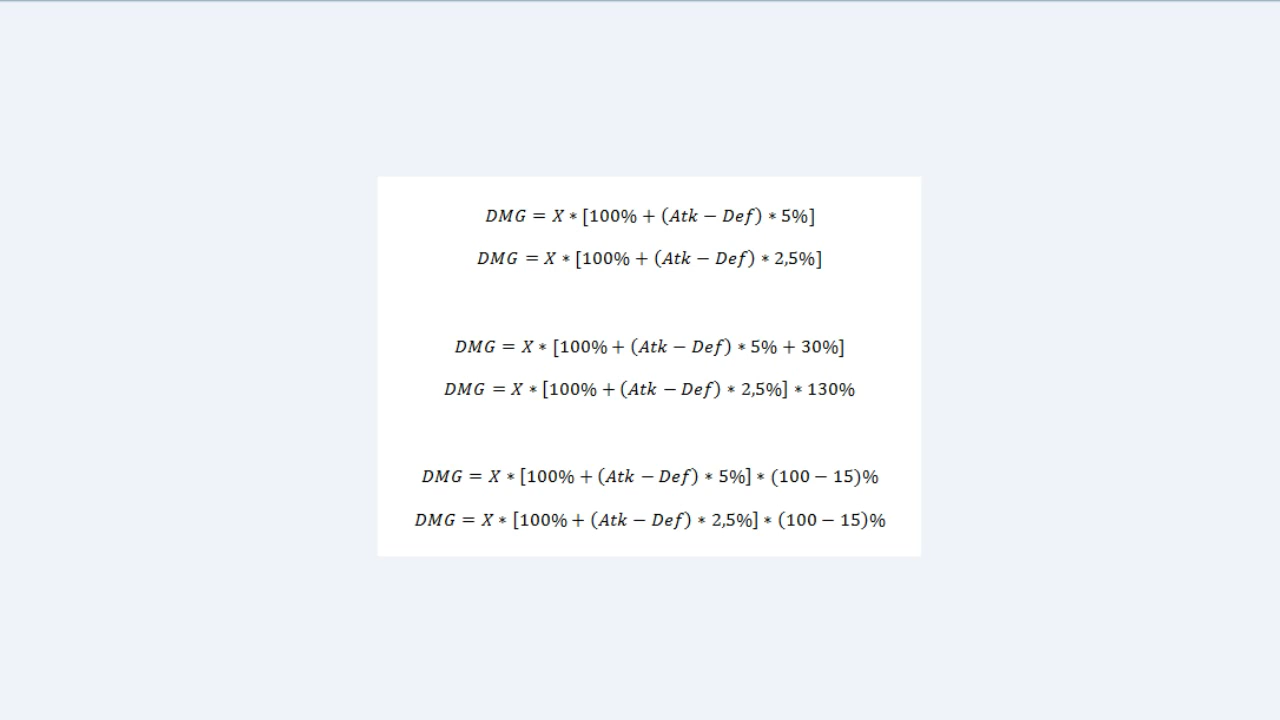 DMG = X * [100% + (Atk − Def) * 5%]
DMG = X * [100% + (Atk − Def) * 2,5%]
DMG = X * [100% + (Atk − Def) * 5% + 30%]
DMG = X * [100% + (Atk − Def) * 2,5%] * 130%
DMG = X * [100% + (Atk − Def) * 5%] * (100 − 15)%
DMG = X * [100% + (Atk − Def) * 2,5%] * (100 − 15)%